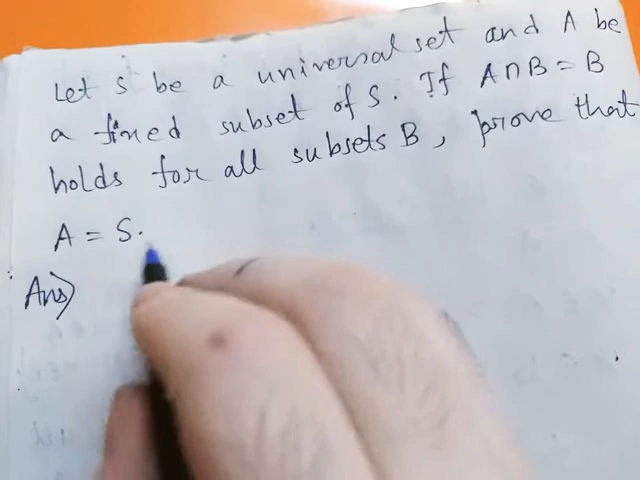 Let S be a universal set and A be
a fixed subset of S. If A∩B = B
holds for all subsets B, prove that
A = S.
Ans)